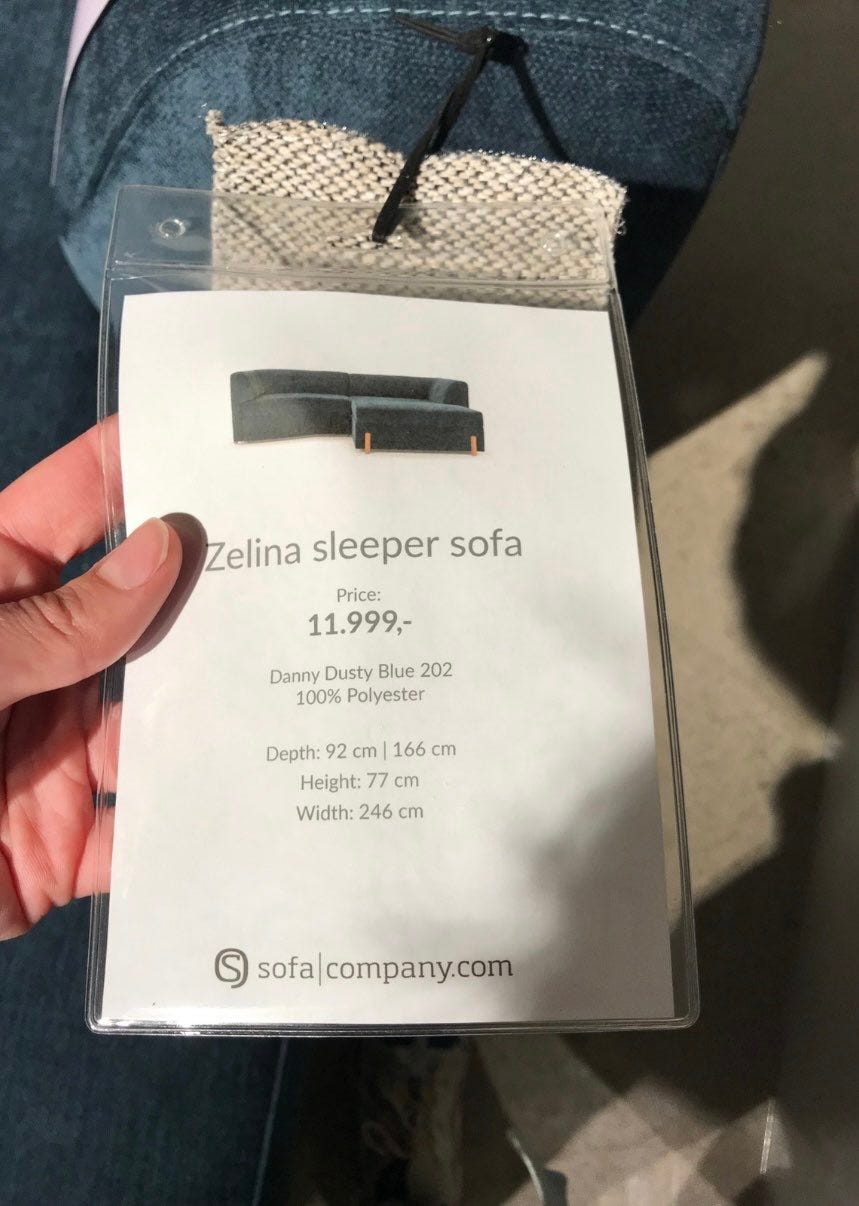 Zelina sleeper sofa
Price:
11.999,-
Danny Dusty Blue 202
100% Polyester
Depth: 92 cm | 166 cm
Height: 77 cm
Width: 246 cm
sofa|company.com